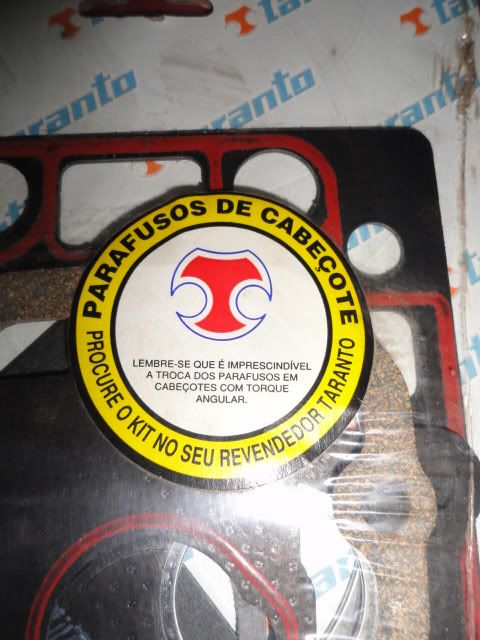 taranto
taranto
taranto
PARAFUSOS DE CABEÇOTE
LEMBRE-SE QUE É IMPRESCINDÍVEL
A TROCA DOS PARAFUSOS EM
CABEÇOTES COM TORQUE
ANGULAR.
PROCURE O KIT NO SEU REVENDEDOR TARANTO